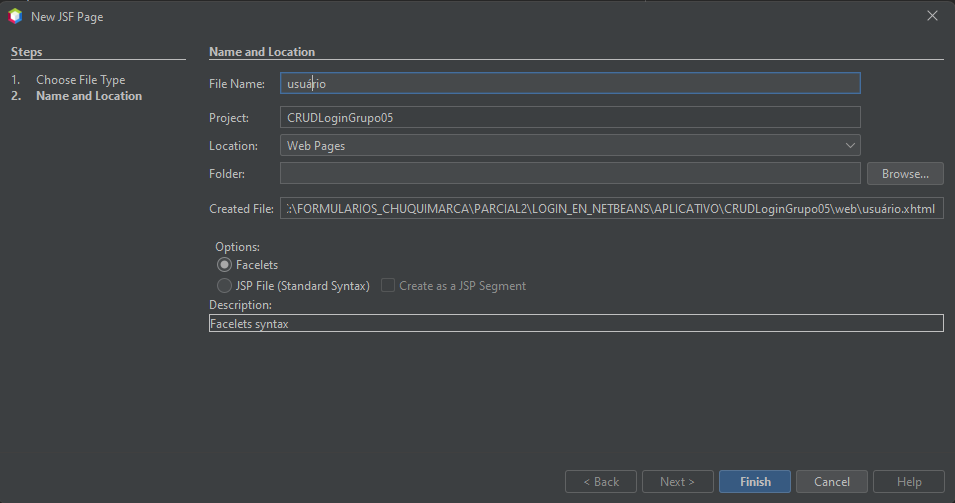 New JSF Page
Steps
1. Choose File Type
2. Name and Location
Name and Location
File Name: usuário
Project: CRUDLoginGrupo05
Location: Web Pages
Folder: Browse...
Created File: :\FORMULARIOS_CHUQUIMARCA\PARCIAL2\LOGIN_EN_NETBEANS\APLICATIVO\CRUDLoginGrupo05\web\usuário.xhtml
Options:
Facelets
JSP File (Standard Syntax) Create as a JSP Segment
Description:
Facelets syntax
< Back Next > Finish Cancel Help